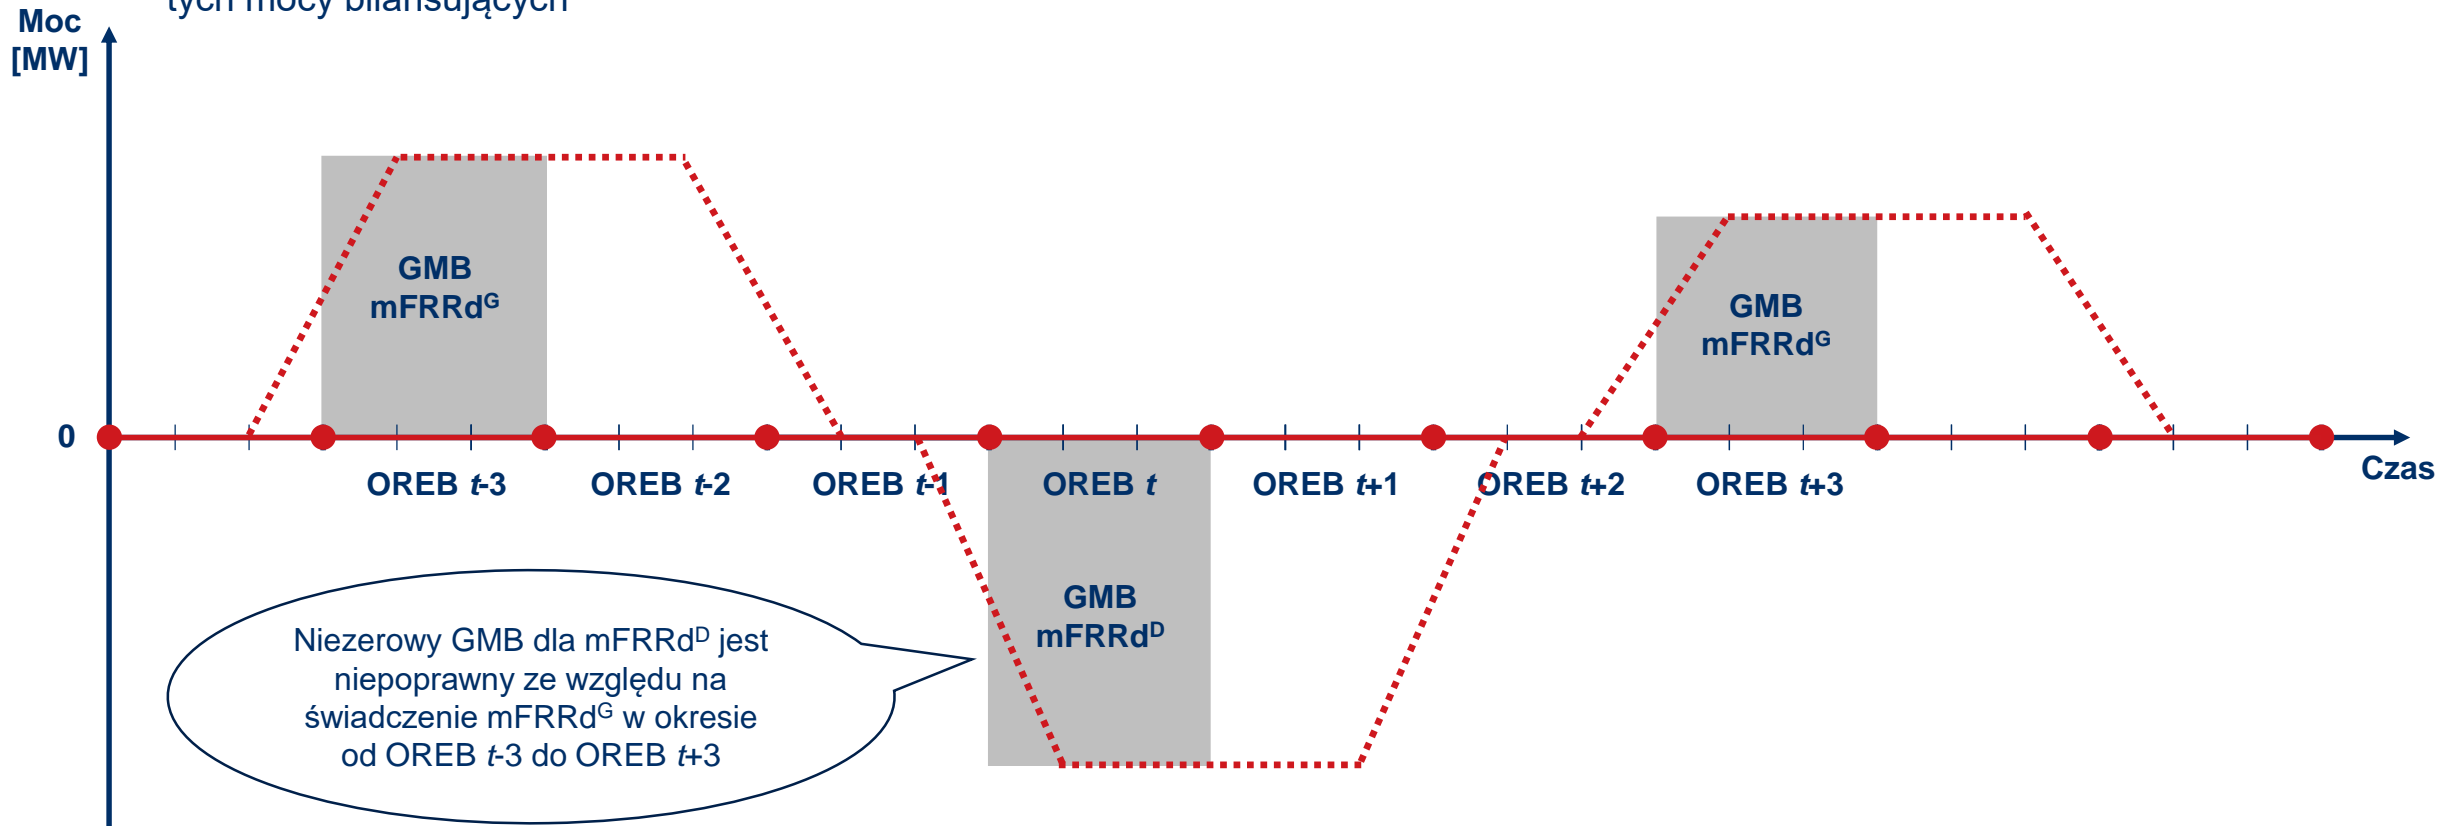 tych mocy bilansujących
Moc
[MW]
GMB
mFRRdG
GMB
mFRRdG
0
OREB t-3
OREB t-2
OREB t-1
OREB t
OREB t+1
OREB t+2
OREB t+3
Czas
GMB
mFRRdD
Niezerowy GMB dla mFRRdD jest
niepoprawny ze względu na
świadczenie mFRRdG w okresie
od OREB t-3 do OREB t+3